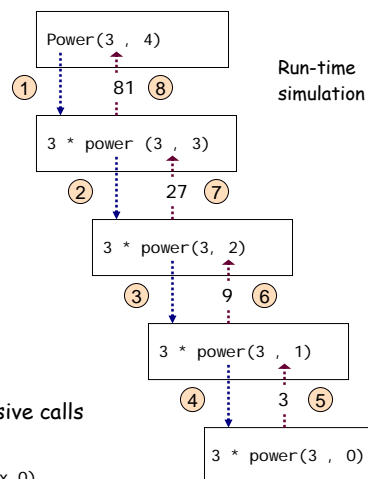 Power(3 , 4)
Run-time
simulation
1 81 8
3 * power (3 , 3)
2 27 7
3 * power(3, 2)
3 9 6
3 * power(3 , 1)
sive calls
4 3 5
3 * power(3 , 0)
x 0)